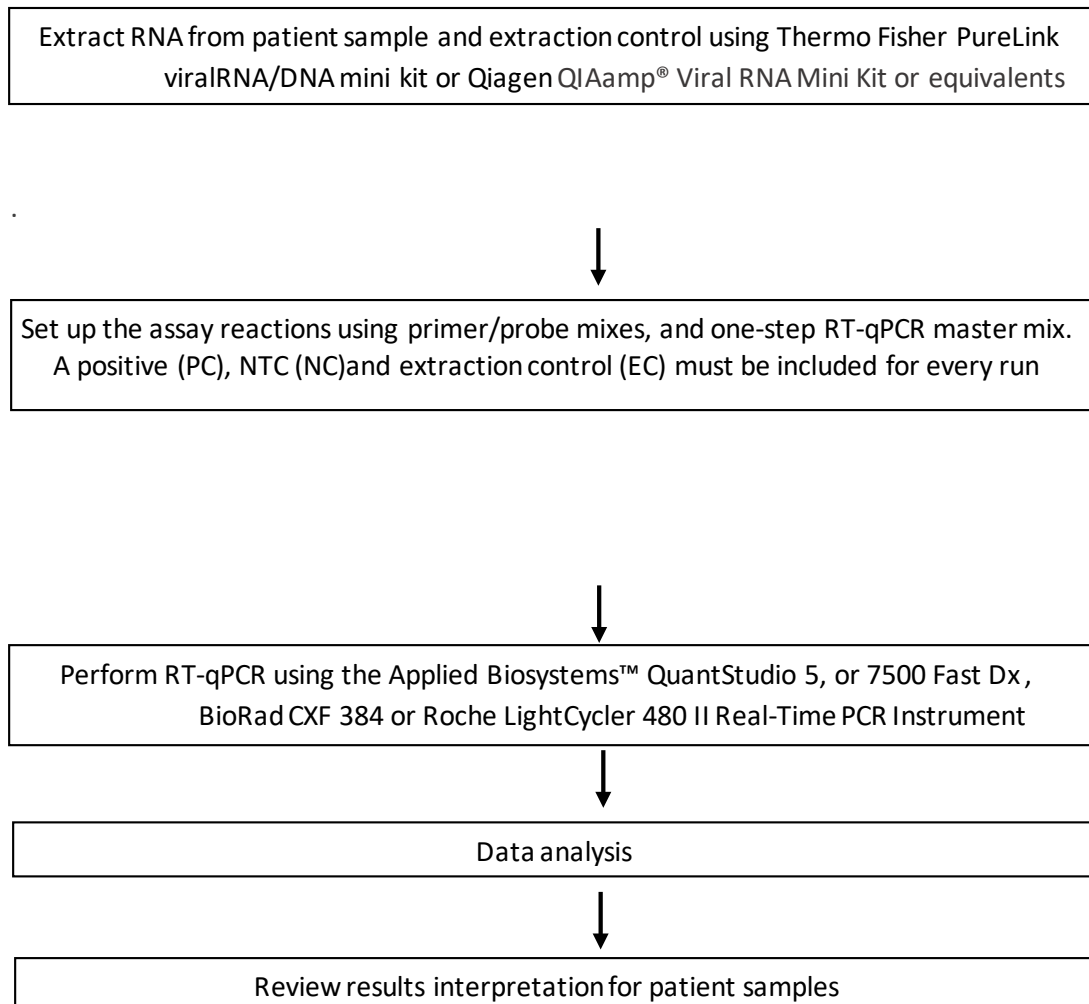 Extract RNA from patient sample and extraction control using Thermo Fisher PureLink
viralRNA/DNA mini kit or Qiagen QIAamp® Viral RNA Mini Kit or equivalents
.
Set up the assay reactions using primer/probe mixes, and one-step RT-qPCR master mix.
A positive (PC), NTC (NC)and extraction control (EC) must be included for every run
Perform RT-qPCR using the Applied Biosystems™ QuantStudio 5, or 7500 Fast Dx ,
BioRad CXF 384 or Roche LightCycler 480 II Real-Time PCR Instrument
Data analysis
Review results interpretation for patient samples